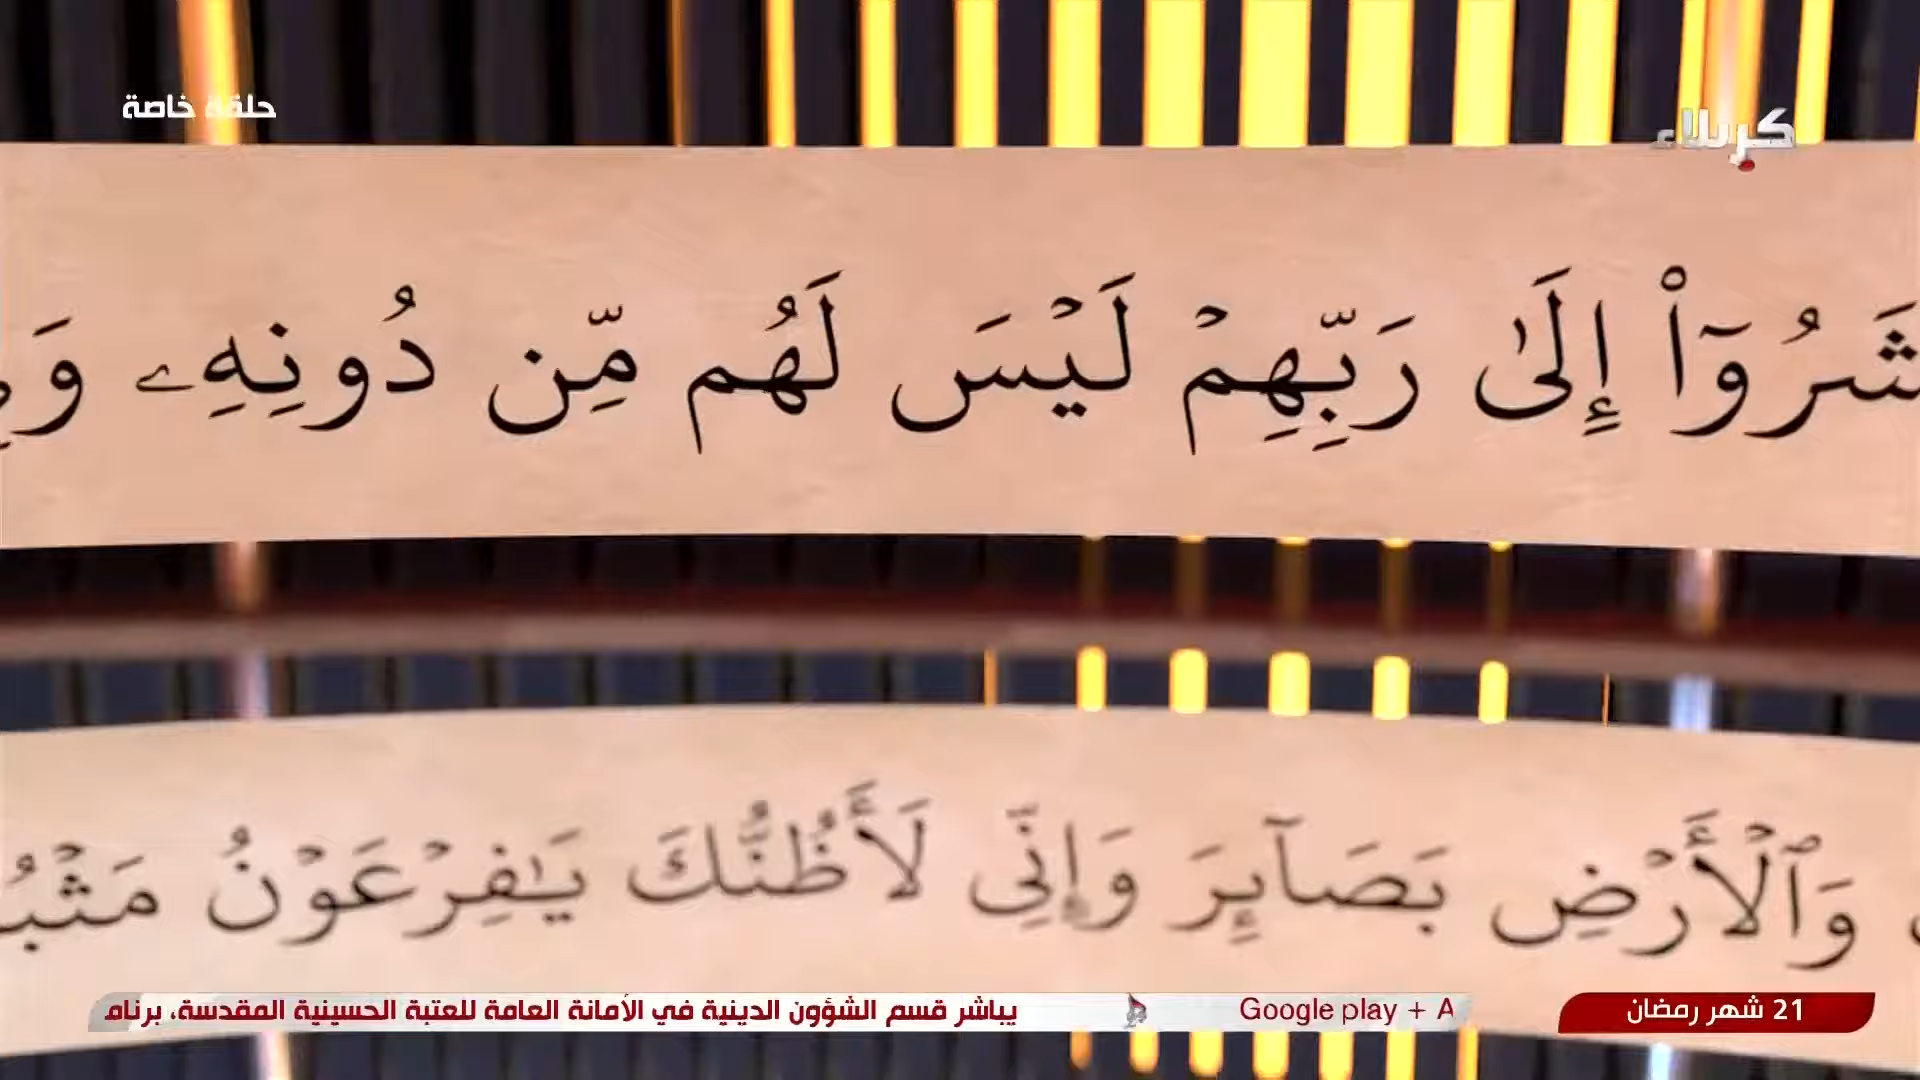 حلقة خاصة
كربلاء
شَرُوٓا۟ إِلَىٰ رَبِّهِمْ لَيْسَ لَهُم مِّن دُونِهِۦ
وَٱلْأَرْضِ بَصَآئِرَ وَإِنِّى لَأَظُنُّكَ يَـٰفِرْعَوْنُ
21 شهر رمضان
Google play + A
يباشر قسم الشؤون الدينية في الأمانة العامة للعتبة الحسينية المقدسة، برنام